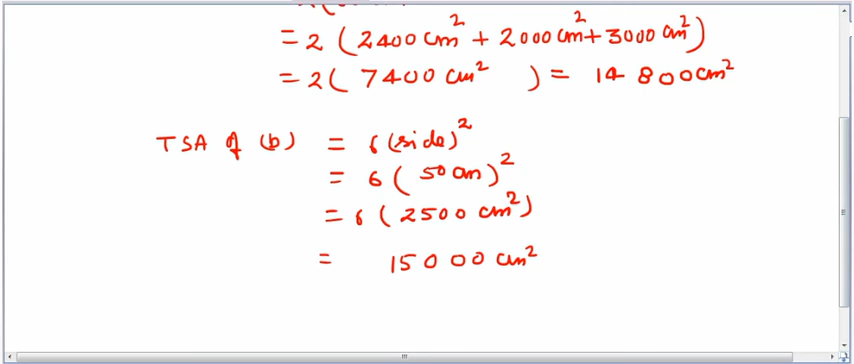 = 2 ( 2400 cm² + 2000 cm² + 3000 cm² )
= 2 ( 7400 cm² ) = 14 800 cm²
TSA of (b) = 6 (side)²
= 6 ( 50 cm )²
= 6 ( 2500 cm² )
= 15000 cm²